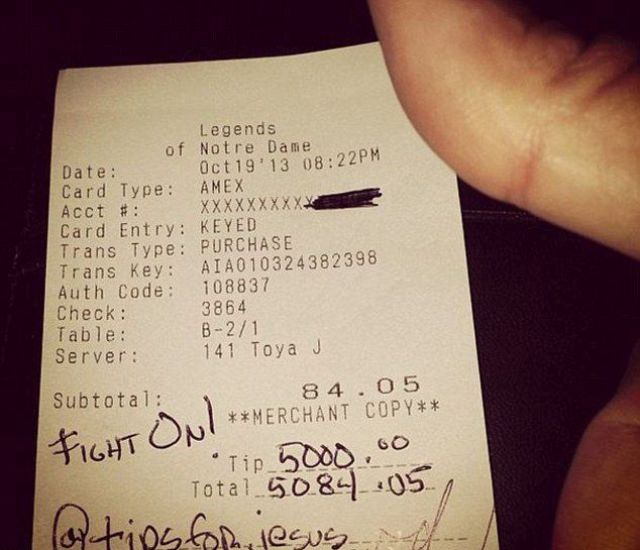 Legends
of Notre Dame
Date: Oct19'13 08:22PM
Card Type: AMEX
Acct #: XXXXXXXXXX
Card Entry: KEYED
Trans Type: PURCHASE
Trans Key: AIA010324382398
Auth Code: 108837
Check: 3864
Table: B-2/1
Server: 141 Toya J
Subtotal: 84.05
**MERCHANT COPY**
FIGHT ON!
Tip 5000.00
Total 5084.05
@tipsforjesus